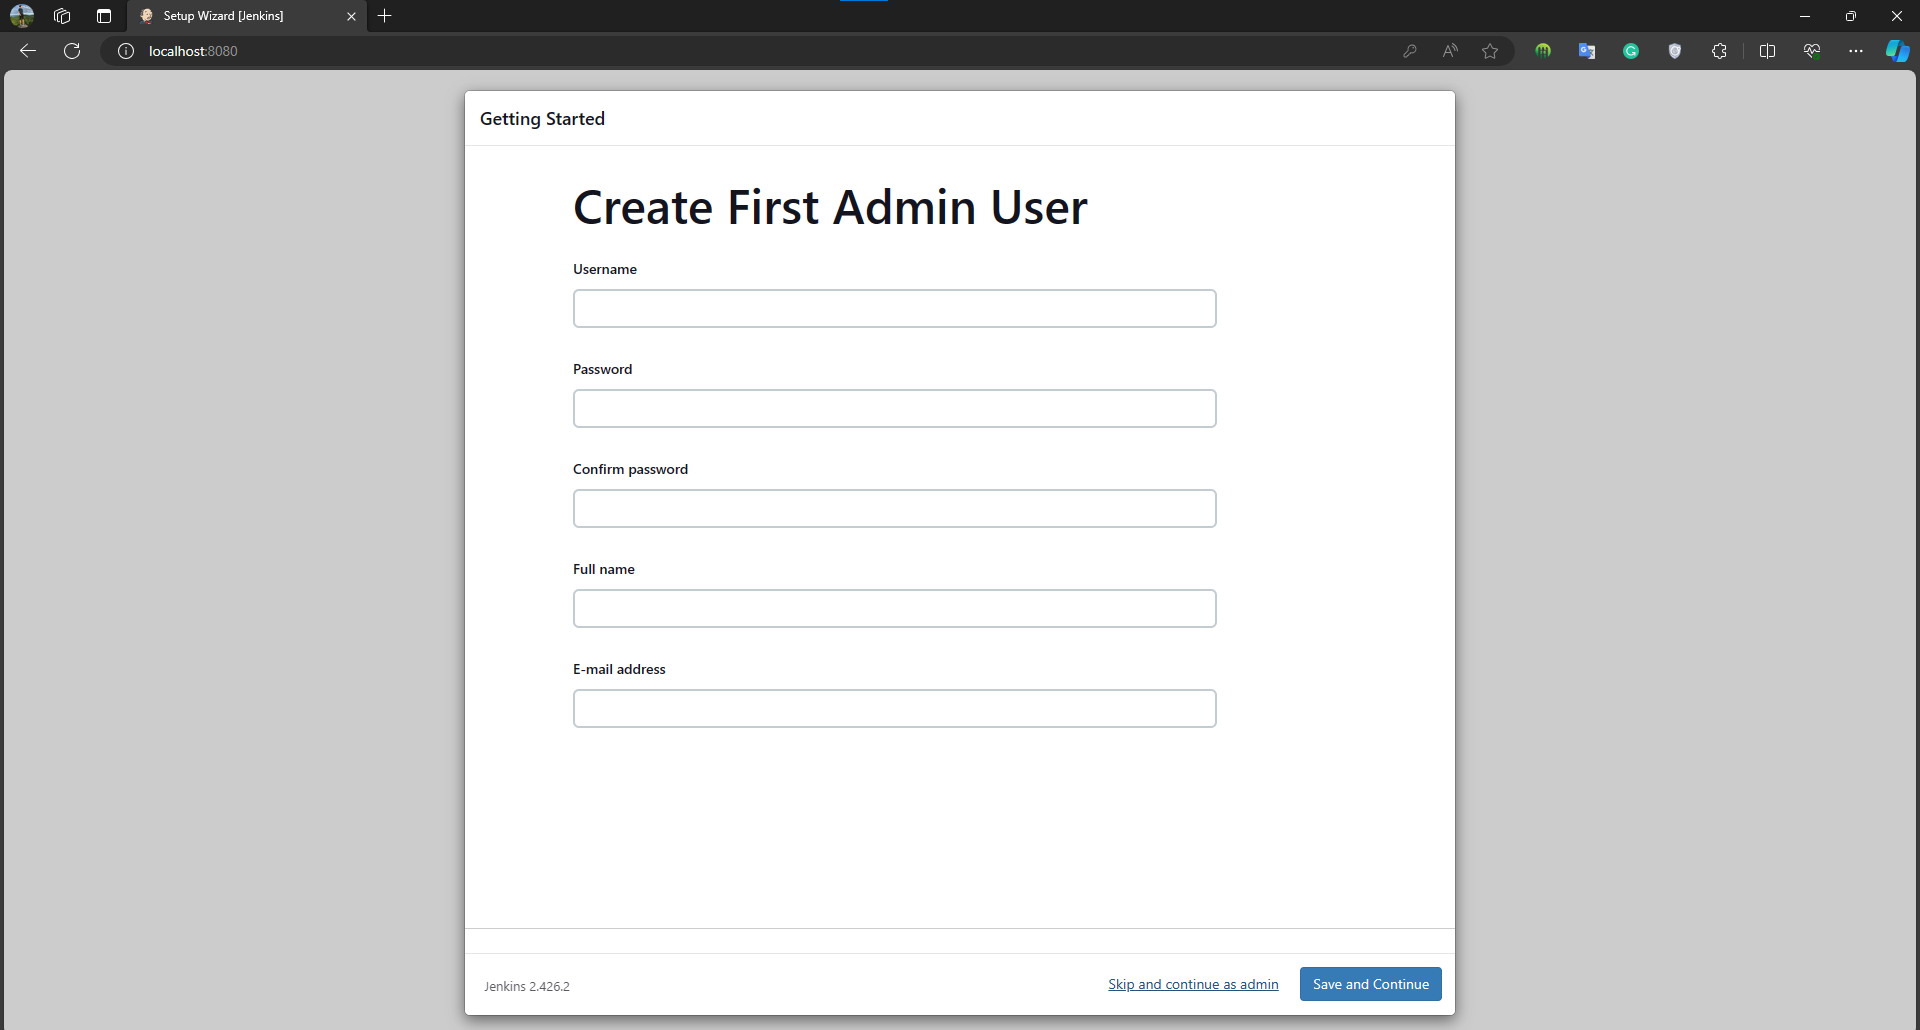 Setup Wizard [Jenkins]
localhost:8080
Getting Started
Create First Admin User
Username
Password
Confirm password
Full name
E-mail address
Jenkins 2.426.2
Skip and continue as admin
Save and Continue